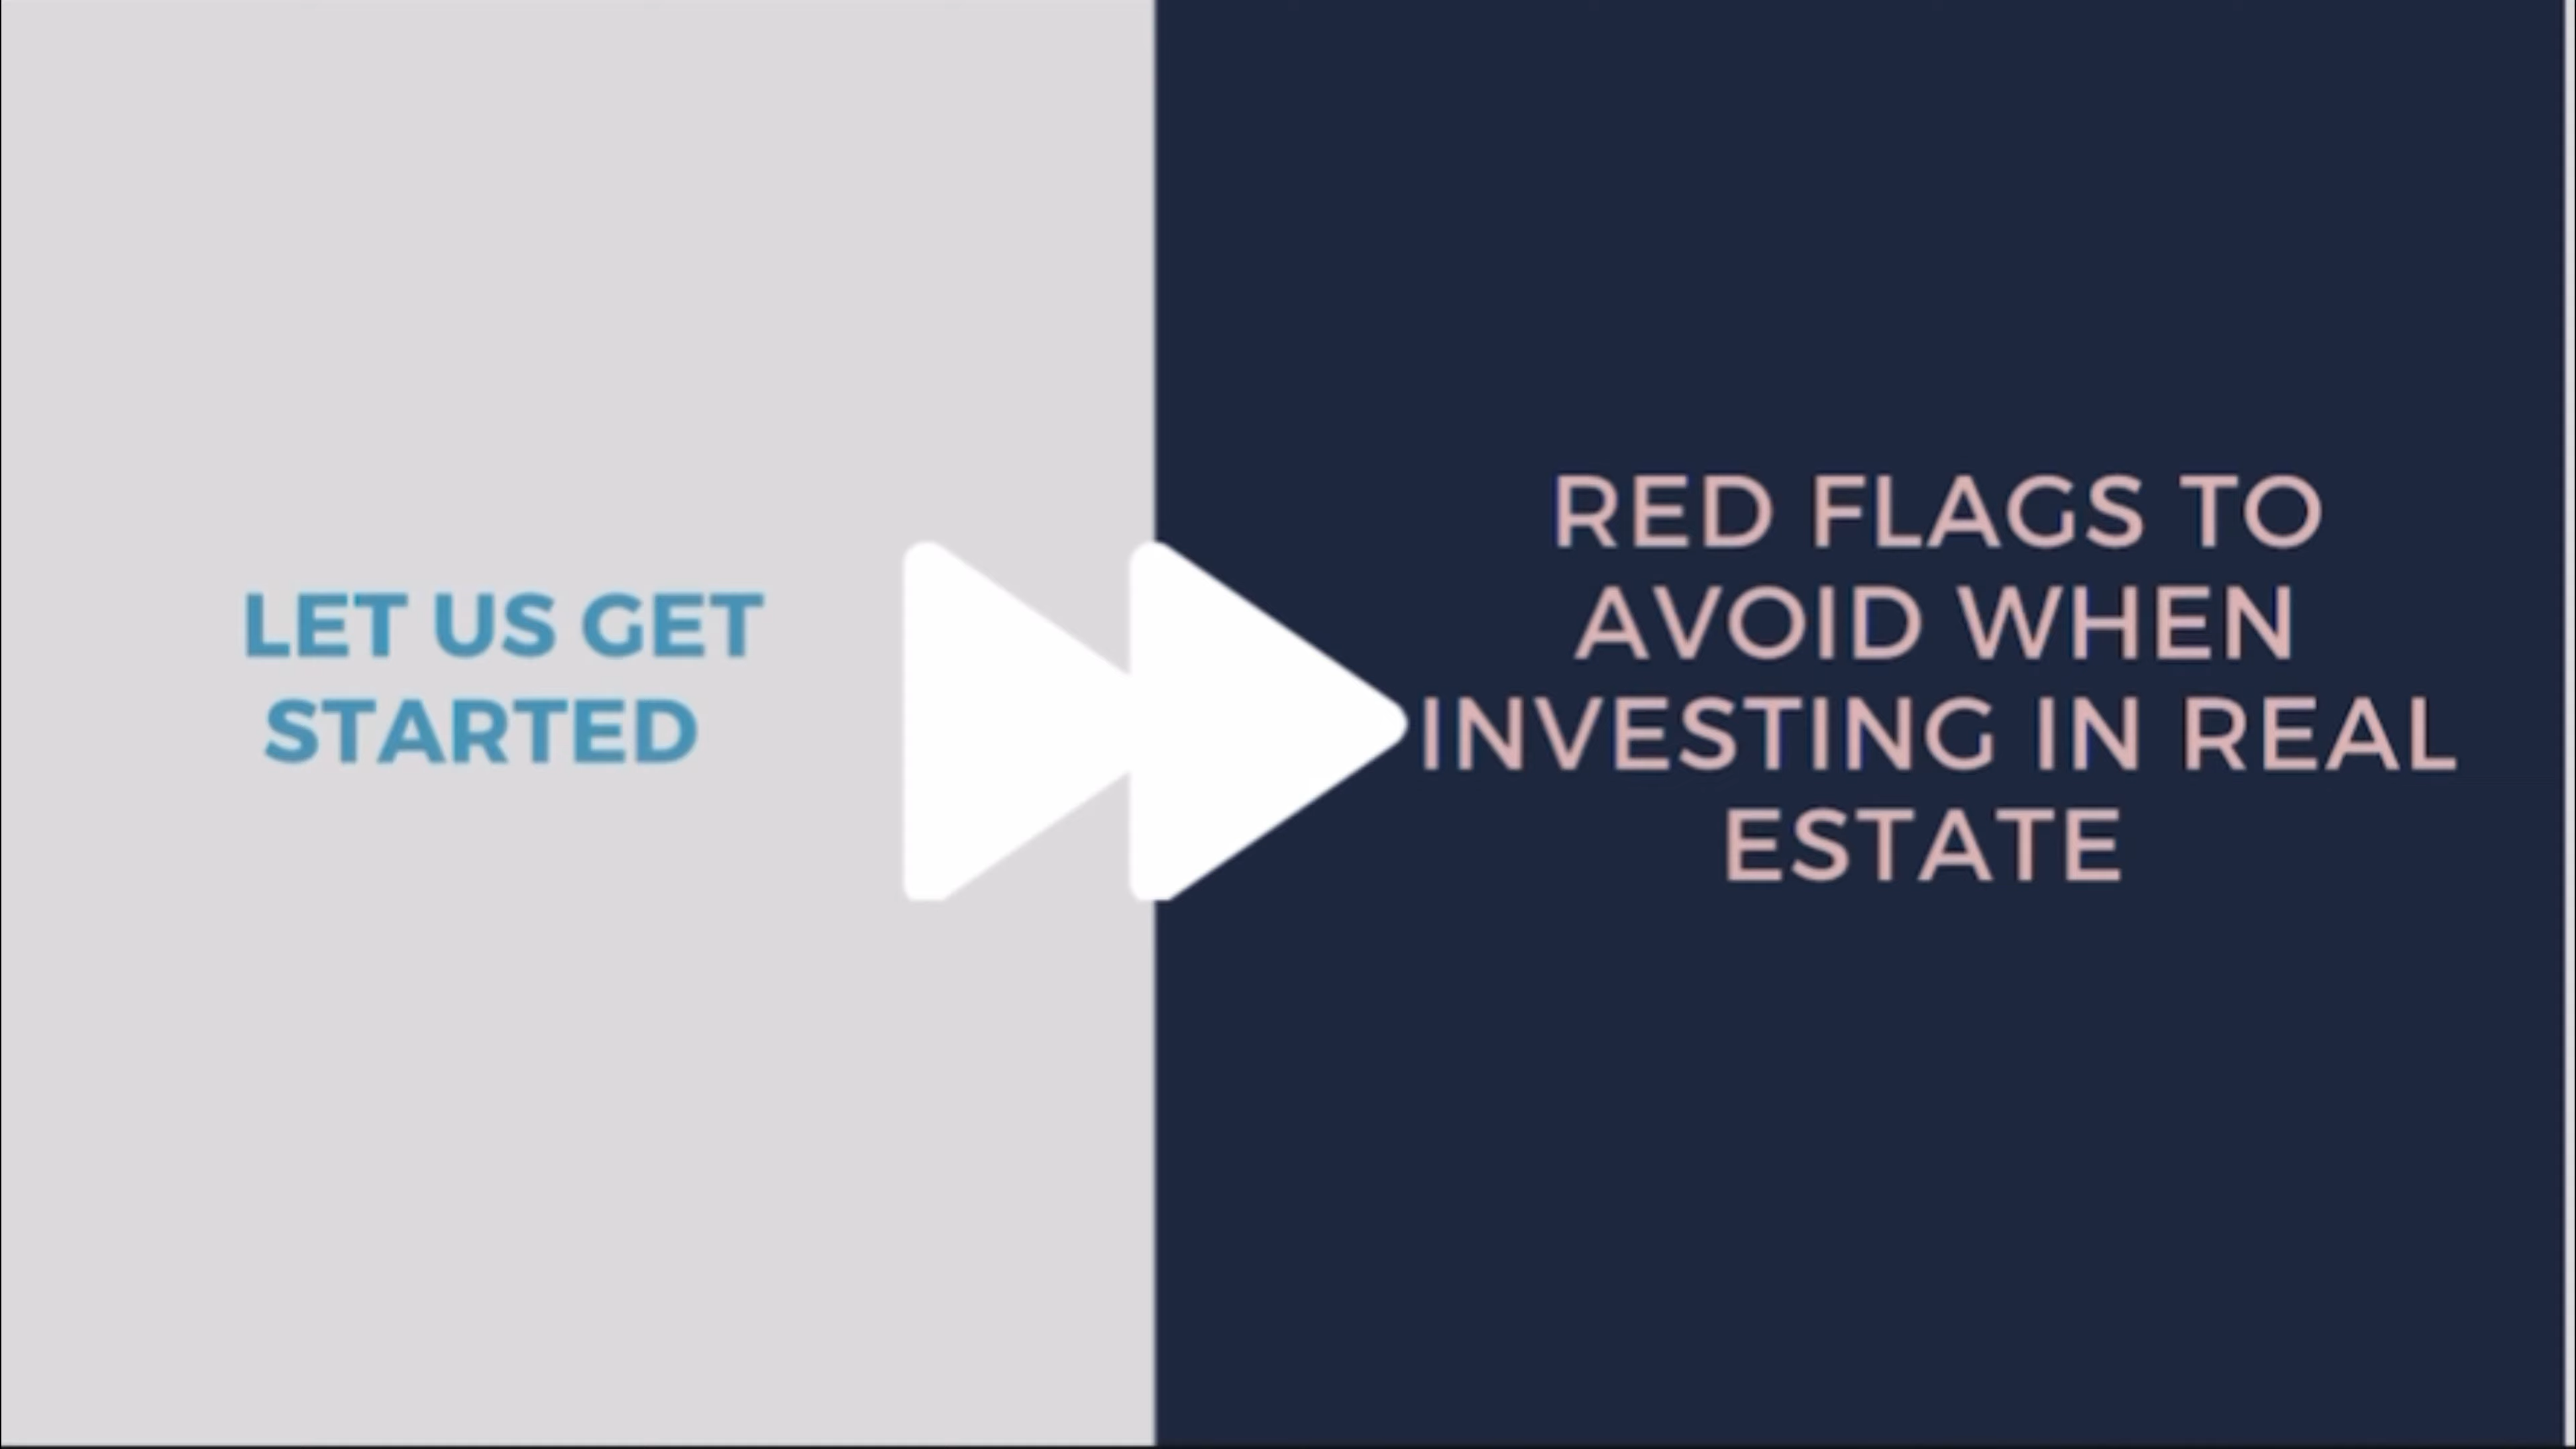 LET US GET
STARTED
RED FLAGS TO
AVOID WHEN
INVESTING IN REAL
ESTATE